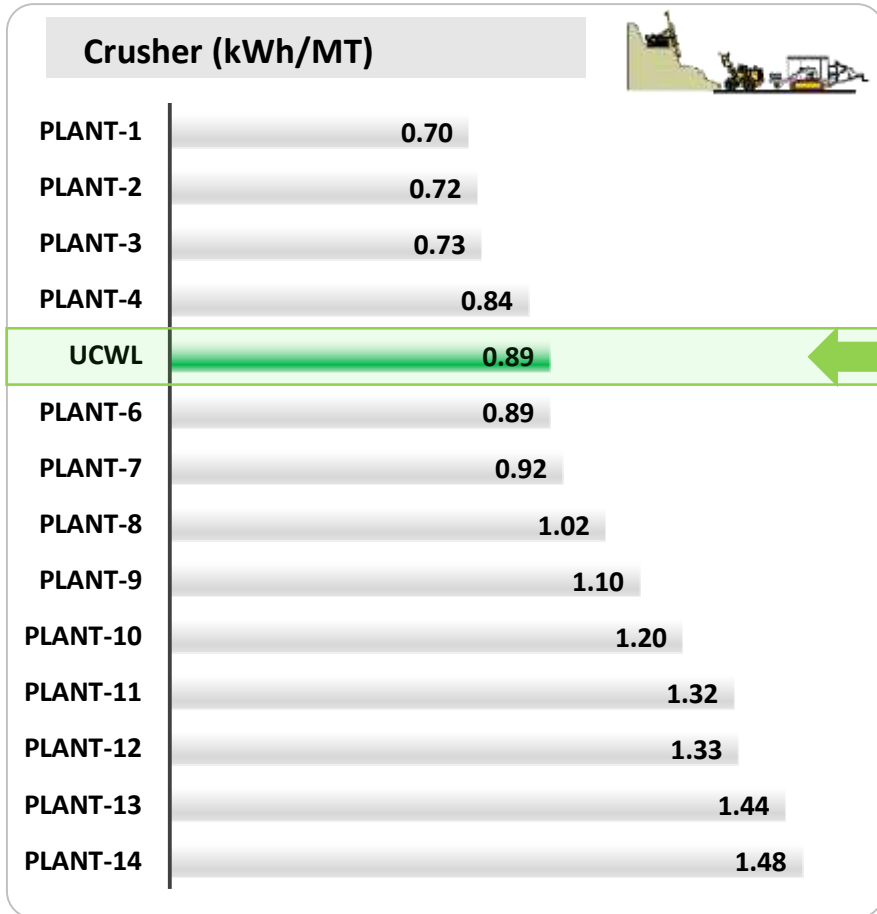 Crusher (kWh/MT)
PLANT-1 0.70
PLANT-2 0.72
PLANT-3 0.73
PLANT-4 0.84
UCWL 0.89
PLANT-6 0.89
PLANT-7 0.92
PLANT-8 1.02
PLANT-9 1.10
PLANT-10 1.20
PLANT-11 1.32
PLANT-12 1.33
PLANT-13 1.44
PLANT-14 1.48